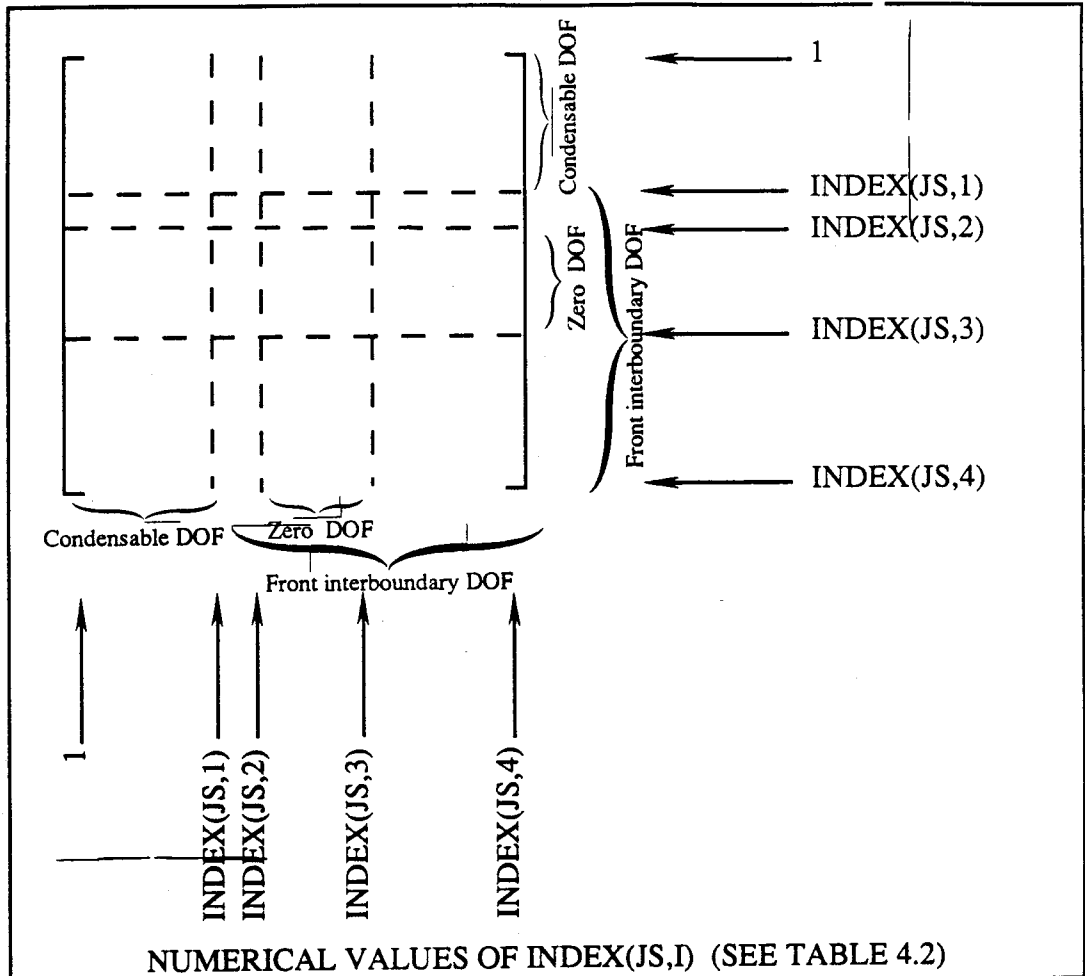 Condensable DOF
Zero DOF
Front interboundary DOF
1
INDEX(JS,1)
INDEX(JS,2)
INDEX(JS,3)
INDEX(JS,4)
Condensable DOF
Zero DOF
Front interboundary DOF
1
INDEX(JS,1)
INDEX(JS,2)
INDEX(JS,3)
INDEX(JS,4)
NUMERICAL VALUES OF INDEX(JS,I) (SEE TABLE 4.2)